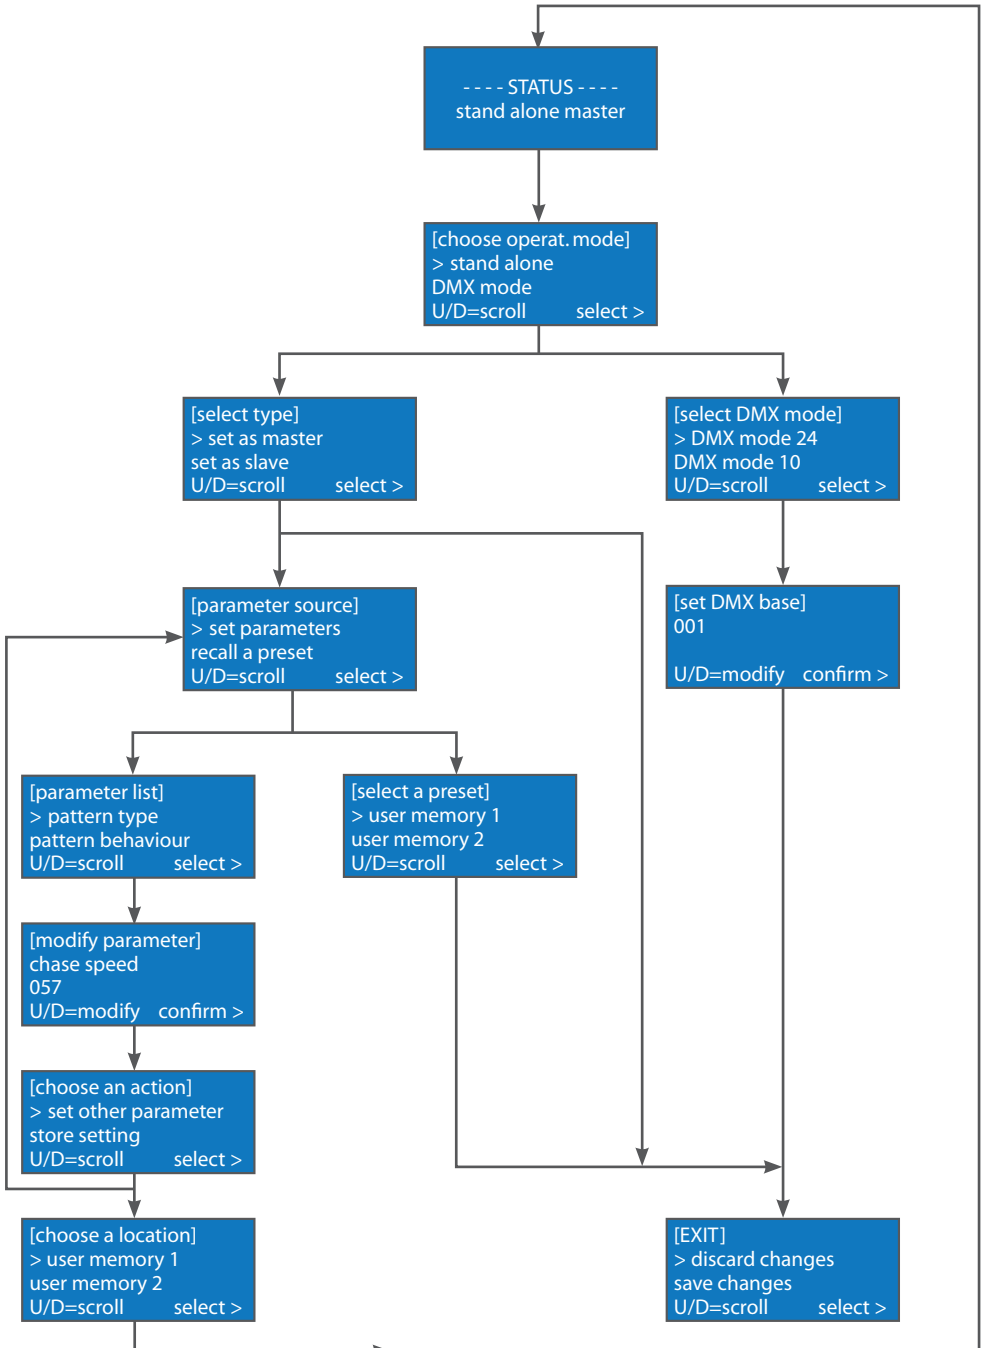 - - - - STATUS - - - -
stand alone master
[choose operat. mode]
> stand alone
DMX mode
U/D=scroll select >
[select type]
> set as master
set as slave
U/D=scroll select >
[select DMX mode]
> DMX mode 24
DMX mode 10
U/D=scroll select >
[parameter source]
> set parameters
recall a preset
U/D=scroll select >
[set DMX base]
001
U/D=modify confirm >
[parameter list]
> pattern type
pattern behaviour
U/D=scroll select >
[select a preset]
> user memory 1
user memory 2
U/D=scroll select >
[modify parameter]
chase speed
057
U/D=modify confirm >
[choose an action]
> set other parameter
store setting
U/D=scroll select >
[choose a location]
> user memory 1
user memory 2
U/D=scroll select >
[EXIT]
> discard changes
save changes
U/D=scroll select >